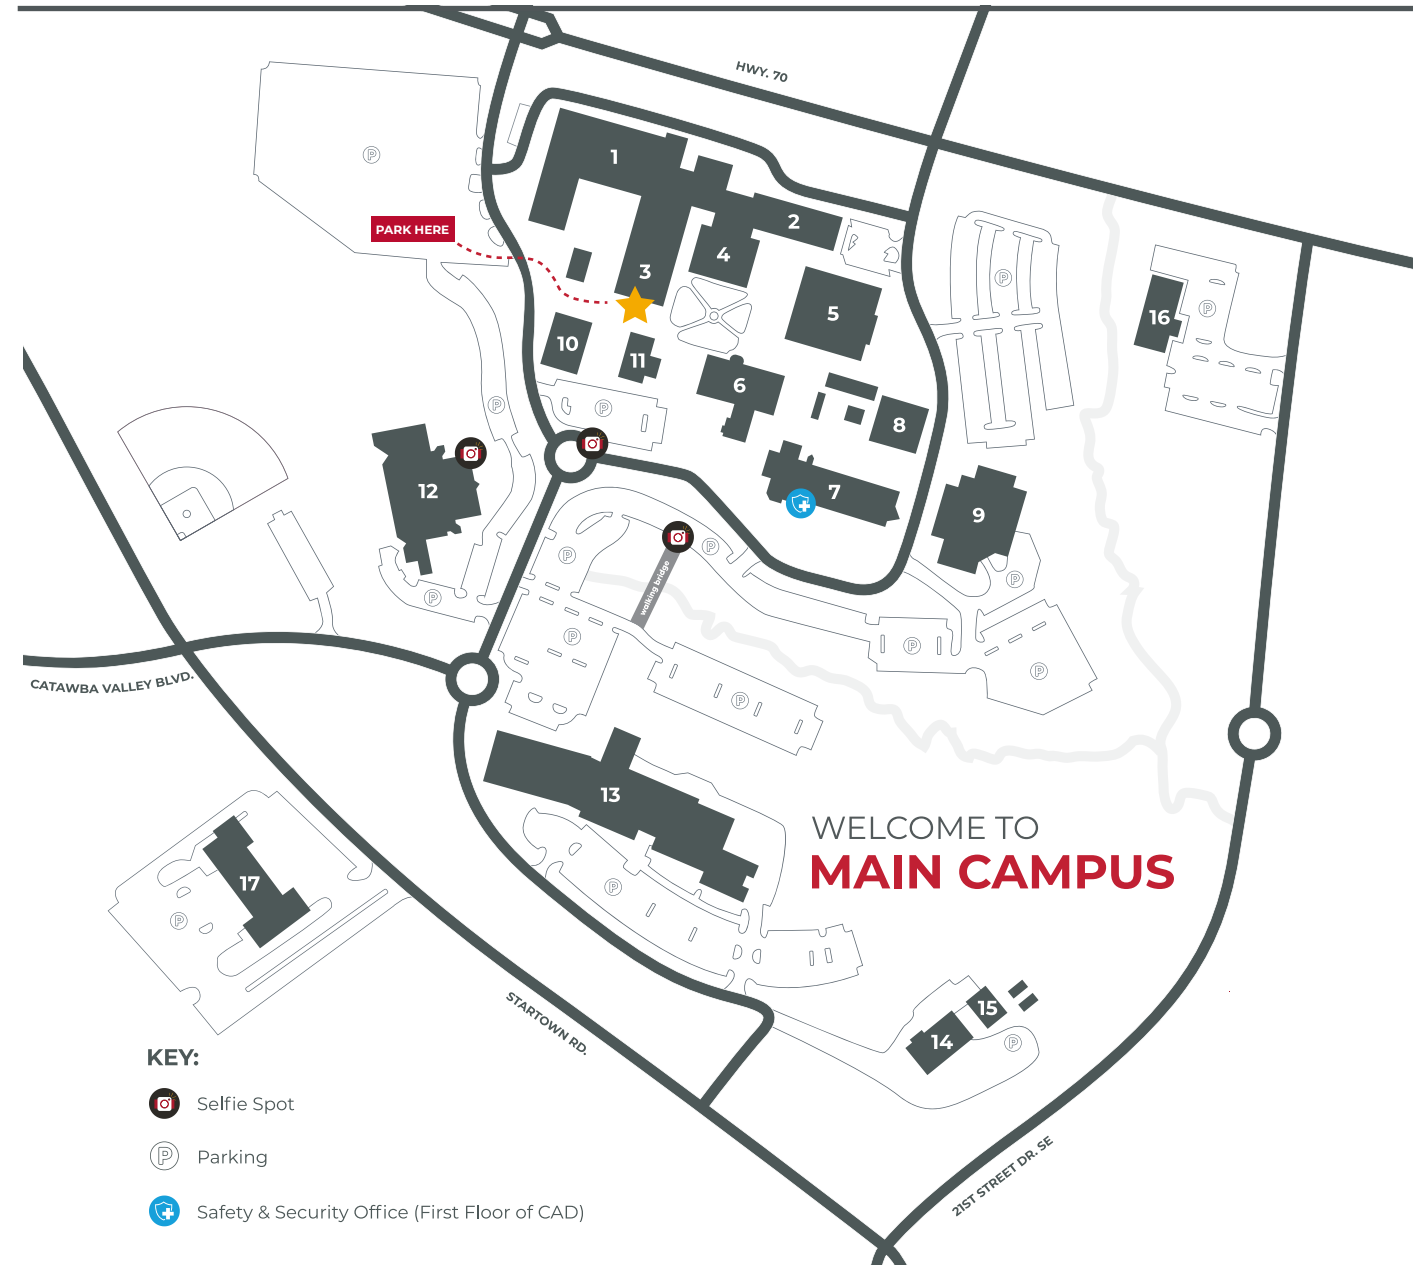 HWY. 70
P
1
PARK HERE
2
4
3
P
5
P
16
10
11
6
P
P
8
12
7
9
P
P
walking bridge
P
P
P
P
P
CATAWBA VALLEY BLVD.
P
13
WELCOME TO
MAIN CAMPUS
17
P
P
STARTOWN RD.
15
14
P
KEY:
Selfie Spot
P Parking
Safety & Security Office (First Floor of CAD)
21ST STREET DR. SE